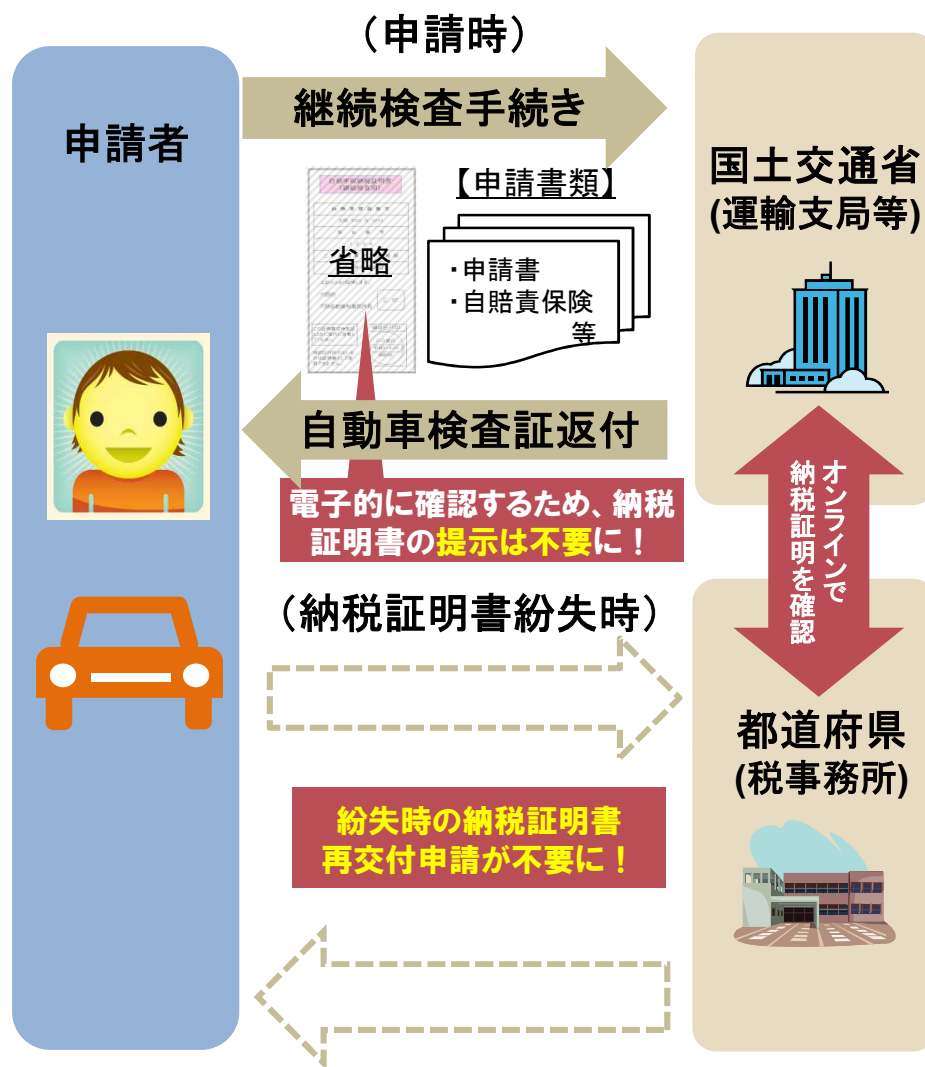 (申請時)
継続検査手続き
申請者
国土交通省
(運輸支局等)
【申請書類】
省略
・申請書
・自賠責保険
等
自動車検査証返付
電子的に確認するため、納税
証明書の提示は不要に!
オンラインで
納税証明を確認
(納税証明書紛失時)
都道府県
(税事務所)
紛失時の納税証明書
再交付申請が不要に!